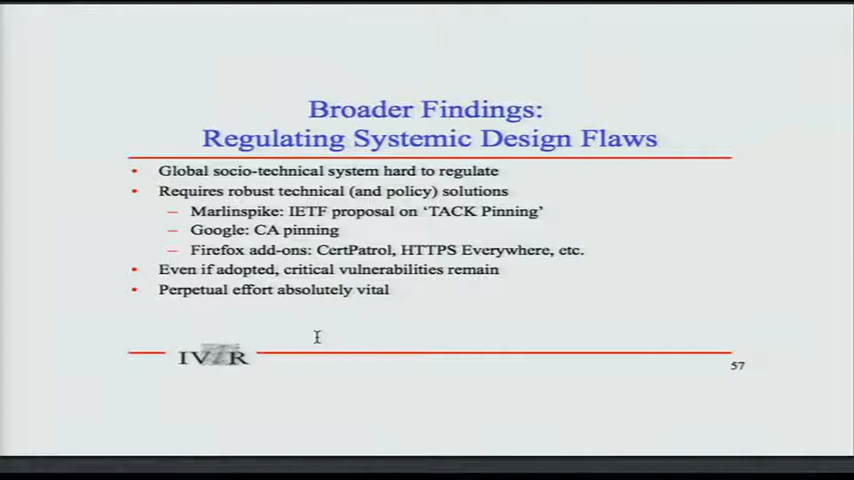 Broader Findings:
Regulating Systemic Design Flaws
• Global socio-technical system hard to regulate
• Requires robust technical (and policy) solutions
– Marlinspike: IETF proposal on ‘TACK Pinning’
– Google: CA pinning
– Firefox add-ons: CertPatrol, HTTPS Everywhere, etc.
• Even if adopted, critical vulnerabilities remain
• Perpetual effort absolutely vital
IViR
57